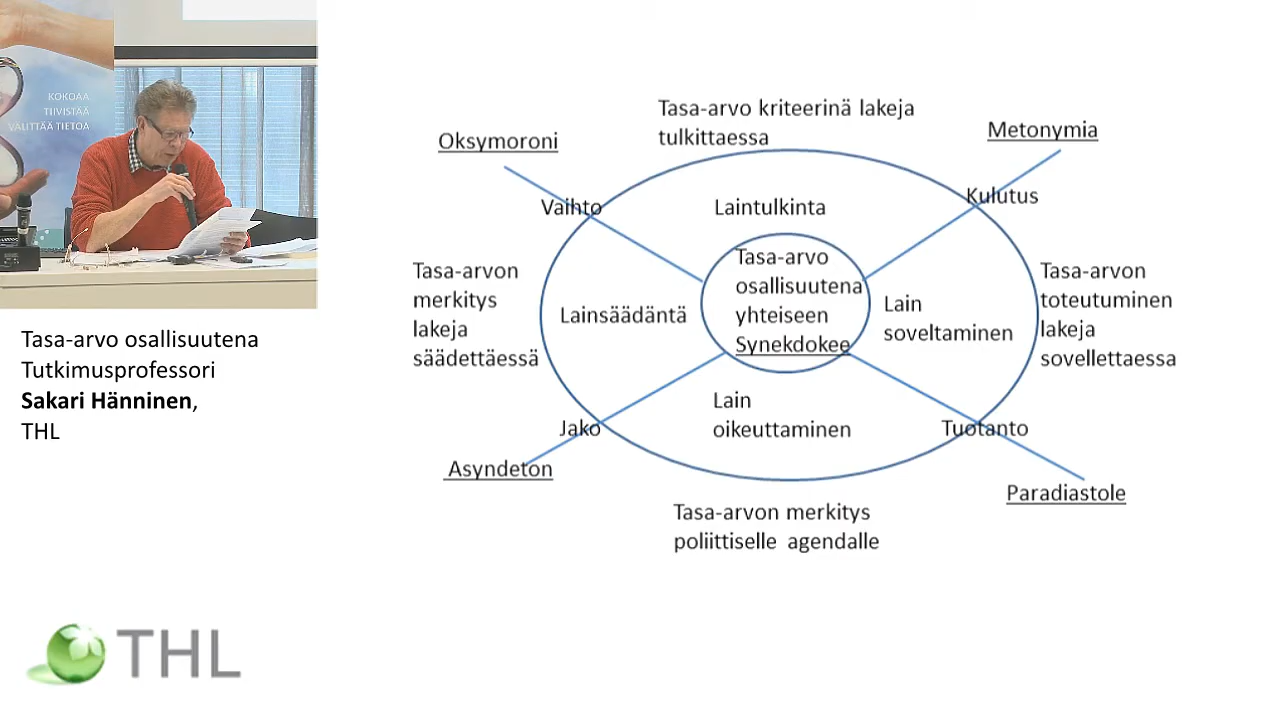 KOKOAA
TIIVISTÄÄ
VÄLITTÄÄ TIETOA
Tasa-arvo osallisuutena
Tutkimusprofessori
Sakari Hänninen,
THL
THL
Tasa-arvo kriteerinä lakeja
tulkittaessa
Oksymoroni
Metonymia
Vaihto
Laintulkinta
Kulutus
Tasa-arvon
merkitys
lakeja
säädettäessä
Lainsäädäntä
Tasa-arvo
osallisuutena
yhteiseen
Synekdokee
Lain
soveltaminen
Tasa-arvon
toteutuminen
lakeja
sovellettaessa
Jako
Lain
oikeuttaminen
Tuotanto
Asyndeton
Paradiastole
Tasa-arvon merkitys
poliittiselle agendalle